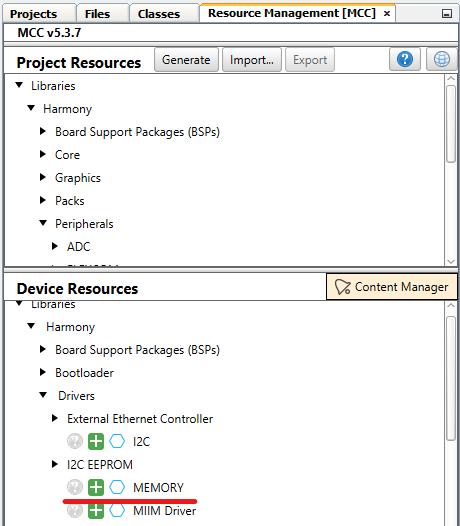 Projects Files Classes Resource Management [MCC] ×
MCC v5.3.7
Project Resources Generate Import... Export ?
Libraries
Harmony
Board Support Packages (BSPs)
Core
Graphics
Packs
Peripherals
ADC
Device Resources Content Manager
Libraries
Harmony
Board Support Packages (BSPs)
Bootloader
Drivers
External Ethernet Controller
? I2C
I2C EEPROM
? MEMORY
? MIIM Driver